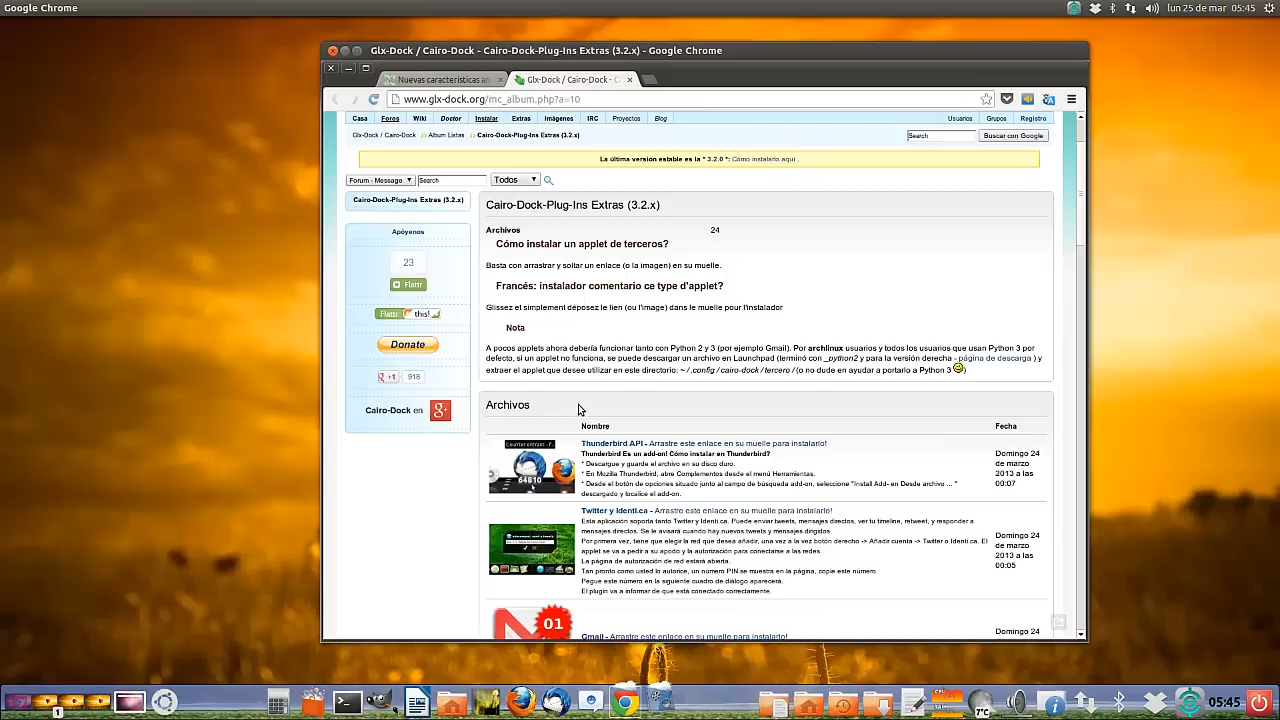 Google Chrome
lun 25 de mar 05:45
Glx-Dock / Cairo-Dock - Cairo-Dock-Plug-Ins Extras (3.2.x) - Google Chrome
Nuevas características an
Glx-Dock / Cairo-Dock - C
www.glx-dock.org/mc_album.php?a=10
Casa Foros Wiki Doctor Instalar Extras Imágenes IRC Proyectos Blog Usuarios Grupos Registro
Glx-Dock / Cairo-Dock >> Album Listas >> Cairo-Dock-Plug-Ins Extras (3.2.x)
Search Buscar con Google
La última versión estable es la * 3.2.0 *: Cómo instalarlo aquí .
Forum - Message Search Todos
Cairo-Dock-Plug-Ins Extras (3.2.x)
Apóyenos
23
Flattr
Flattr this!
Donate
+1 918
Cairo-Dock en g+
Cairo-Dock-Plug-Ins Extras (3.2.x)
Archivos 24
Cómo instalar un applet de terceros?
Basta con arrastrar y soltar un enlace (o la imagen) en su muelle.
Francés: instalador comentario ce type d'applet?
Glissez et simplement déposez le lien (ou l'image) dans le muelle pour l'instalador
Nota
A pocos applets ahora debería funcionar tanto con Python 2 y 3 (por ejemplo Gmail). Por archlinux usuarios y todos los usuarios que usan Python 3 por
defecto, si un applet no funciona, se puede descargar un archivo en Launchpad (terminó con _python2 y para la versión derecha - página de descarga ) y
extraer el applet que desee utilizar en este directorio: ~ / .config / cairo-dock / tercero / (o no dude en ayudar a portarlo a Python 3 )
Archivos
Nombre Fecha
Thunderbird API - Arrastre este enlace en su muelle para instalarlo!
Thunderbird Es un add-on! Cómo instalar en Thunderbird?
* Descargue y guarde el archivo en su disco duro.
* En Mozilla Thunderbird, abre Complementos desde el menú Herramientas.
* Desde el botón de opciones situado junto al campo de búsqueda add-on, seleccione "Install Add- en Desde archivo ... "
descargado y localice el add-on.
Domingo 24
de marzo
2013 a las
00:07
64810
Twitter y Identi.ca - Arrastre este enlace en su muelle para instalarlo!
Esta aplicación soporta tanto Twitter y Identi ca. Puede enviar tweets, mensajes directos, ver tu timeline, retweet, y responder a
mensajes directos. Se le avisará cuando hay nuevos tweets y mensajes dirigidos.
Por primera vez, tiene que elegir la red que desea añadir, una vez a la vez botón derecho -> Añadir cuenta -> Twitter o Identi ca. El
applet se va a pedir a su apodo y la autorización para conectarse a las redes.
La página de autorización de red estará abierta.
Tan pronto como usted lo autorice, un número PIN se muestra en la página, copie este número
Pegue este número en la siguiente cuadro de diálogo aparecerá.
El plugin va a informar de que está conectado correctamente.
Domingo 24
de marzo
2013 a las
00:05
01
Gmail - Arrastre este enlace en su muelle para instalarlo!
Domingo 24
1
7°C
05:45